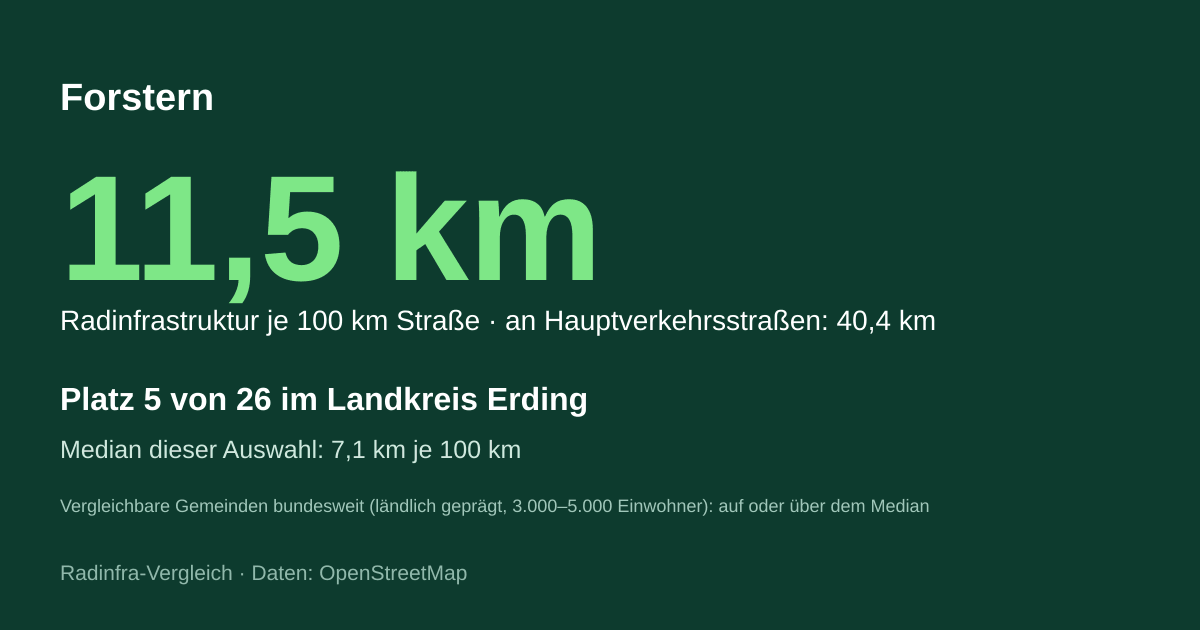 Forstern
11,5 km
Radinfrastruktur je 100 km Straße · an Hauptverkehrsstraßen: 40,4 km
Platz 5 von 26 im Landkreis Erding
Median dieser Auswahl: 7,1 km je 100 km
Vergleichbare Gemeinden bundesweit (ländlich geprägt, 3.000–5.000 Einwohner): auf oder über dem Median
Radinfra-Vergleich · Daten: OpenStreetMap